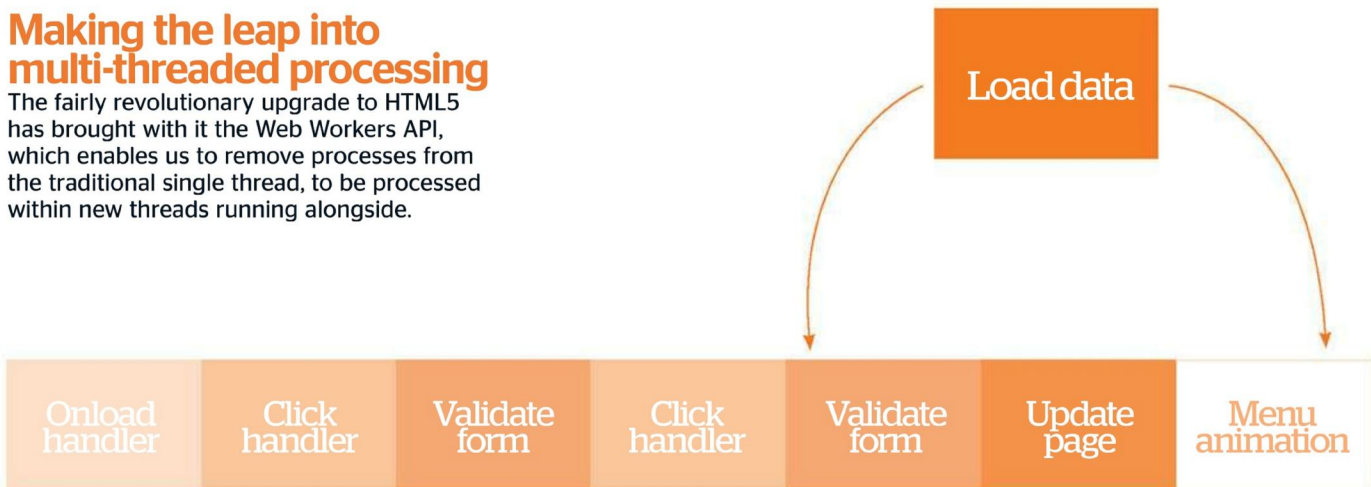 Making the leap into
multi-threaded processing
The fairly revolutionary upgrade to HTML5
has brought with it the Web Workers API,
which enables us to remove processes from
the traditional single thread, to be processed
within new threads running alongside.
Load data
Onload
handler
Click
handler
Validate
form
Click
handler
Validate
form
Update
page
Menu
animation